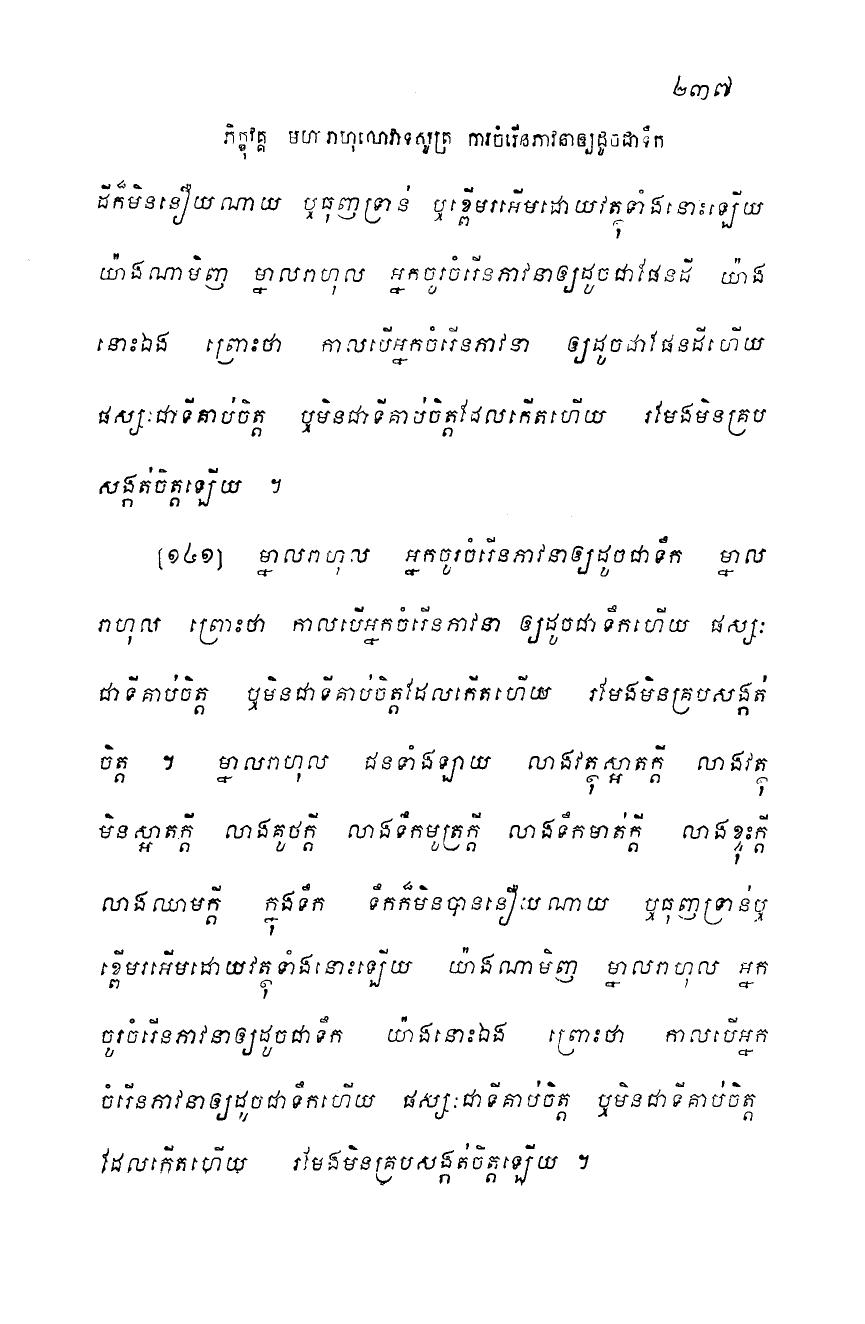 ២៣៧
ភិក្ខុវគ្គ មហារាហុលោវាទសូត្រ ការចំរើនភាវនាឲ្យដូចជាទឹក
ដីក៏មិននឿយណាយ ឬធុញទ្រាន់ ឬខ្ពើមរអើមដោយវត្ថុទាំងនោះឡើយ
យ៉ាងណាមិញ ម្នាលរាហុល អ្នកចូរចំរើនភាវនាឲ្យដូចជាផែនដី យ៉ាង
នោះឯង ព្រោះថា កាលបើអ្នកចំរើនភាវនា ឲ្យដូចជាផែនដីហើយ
ផស្សៈជាទីគាប់ចិត្ត ឬមិនជាទីគាប់ចិត្តដែលកើតហើយ រមែងមិនគ្រប
សង្កត់ចិត្តឡើយ ។
[១៤១] ម្នាលរាហុល អ្នកចូរចំរើនភាវនាឲ្យដូចជាទឹក ម្នាល
រាហុល ព្រោះថា កាលបើអ្នកចំរើនភាវនា ឲ្យដូចជាទឹកហើយ ផស្សៈ
ជាទីគាប់ចិត្ត ឬមិនជាទីគាប់ចិត្តដែលកើតហើយ រមែងមិនគ្របសង្កត់
ចិត្ត ។ ម្នាលរាហុល ជនទាំងឡាយ លាងវត្ថុស្អាតក្តី លាងវត្ថុ
មិនស្អាតក្តី លាងគូថក្តី លាងទឹកមូត្រក្តី លាងទឹកមាត់ក្តី លាងខ្ទុះក្តី
លាងឈាមក្តី ក្នុងទឹក ទឹកក៏មិនបាននឿយណាយ ឬធុញទ្រាន់ឬ
ខ្ពើមរអើមដោយវត្ថុទាំងនោះឡើយ យ៉ាងណាមិញ ម្នាលរាហុល អ្នក
ចូរចំរើនភាវនាឲ្យដូចជាទឹក យ៉ាងនោះឯង ព្រោះថា កាលបើអ្នក
ចំរើនភាវនាឲ្យដូចជាទឹកហើយ ផស្សៈជាទីគាប់ចិត្ត ឬមិនជាទីគាប់ចិត្ត
ដែលកើតហើយ រមែងមិនគ្របសង្កត់ចិត្តឡើយ ។